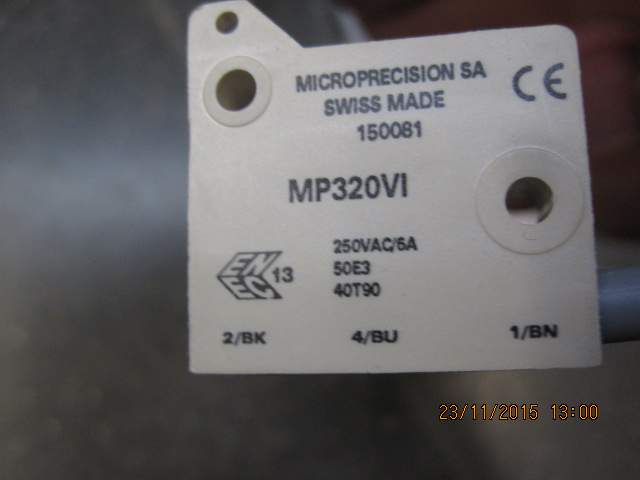 MICROPRECISION SA
SWISS MADE
150081
CE
MP320VI
250VAC/6A
50E3
40T90
ENEC 13
2/BK 4/BU 1/BN
23/11/2015 13:00